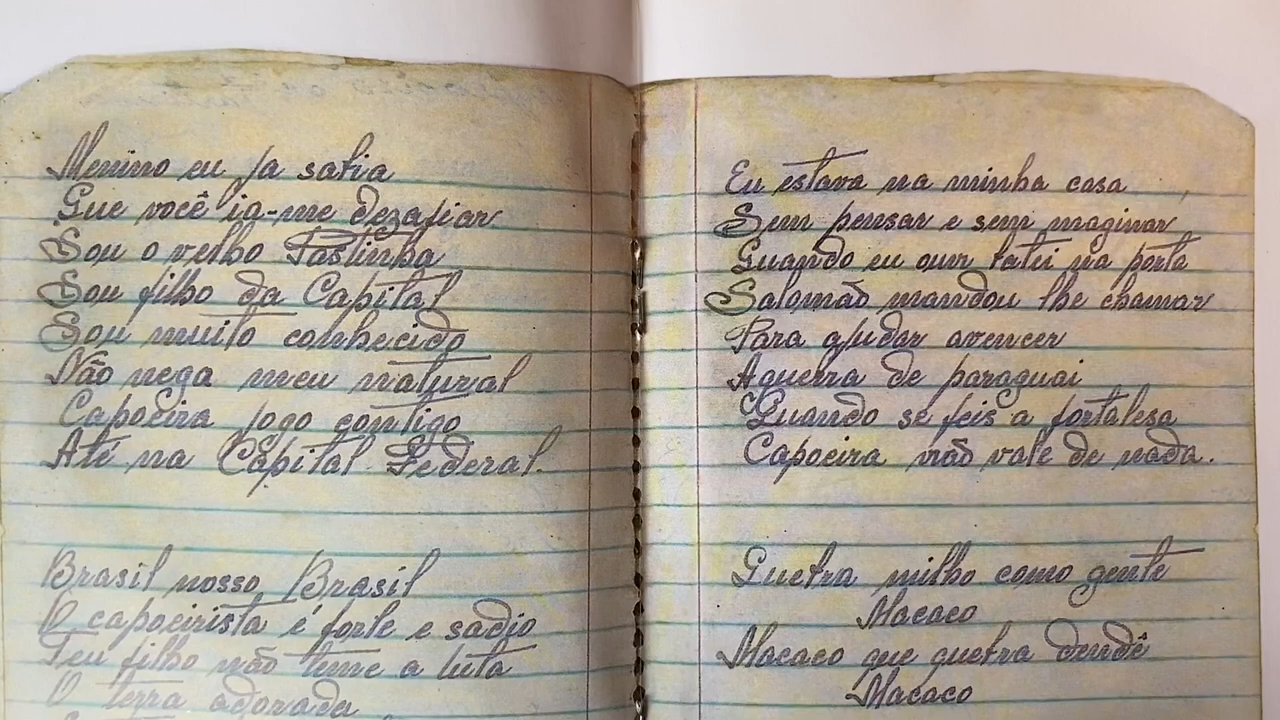 Menino eu ja sabia
Que você ia-me dezafiar
Sou o velho Pastinha
Sou filho da Capital
Sou muito conhecido
Não nega meu natural
Capoeira jogo contigo
Até na Capital Federal.
Brasil nosso Brasil
O capoeirista é forte e sadio
Teu filho não teme a luta
O terra adorada
Eu estava na minha casa
Sem pensar e sem maginar
Quando eu ouvir batei na porta
Salomão mandou lhe chamar
Para ajudar avencer
Aguerra de paraguai
Quando se feis a fortalesa
Capoeira não vale de nada.
Quebra milho como gente
Macaco
Macaco que quebra dendê
Macaco